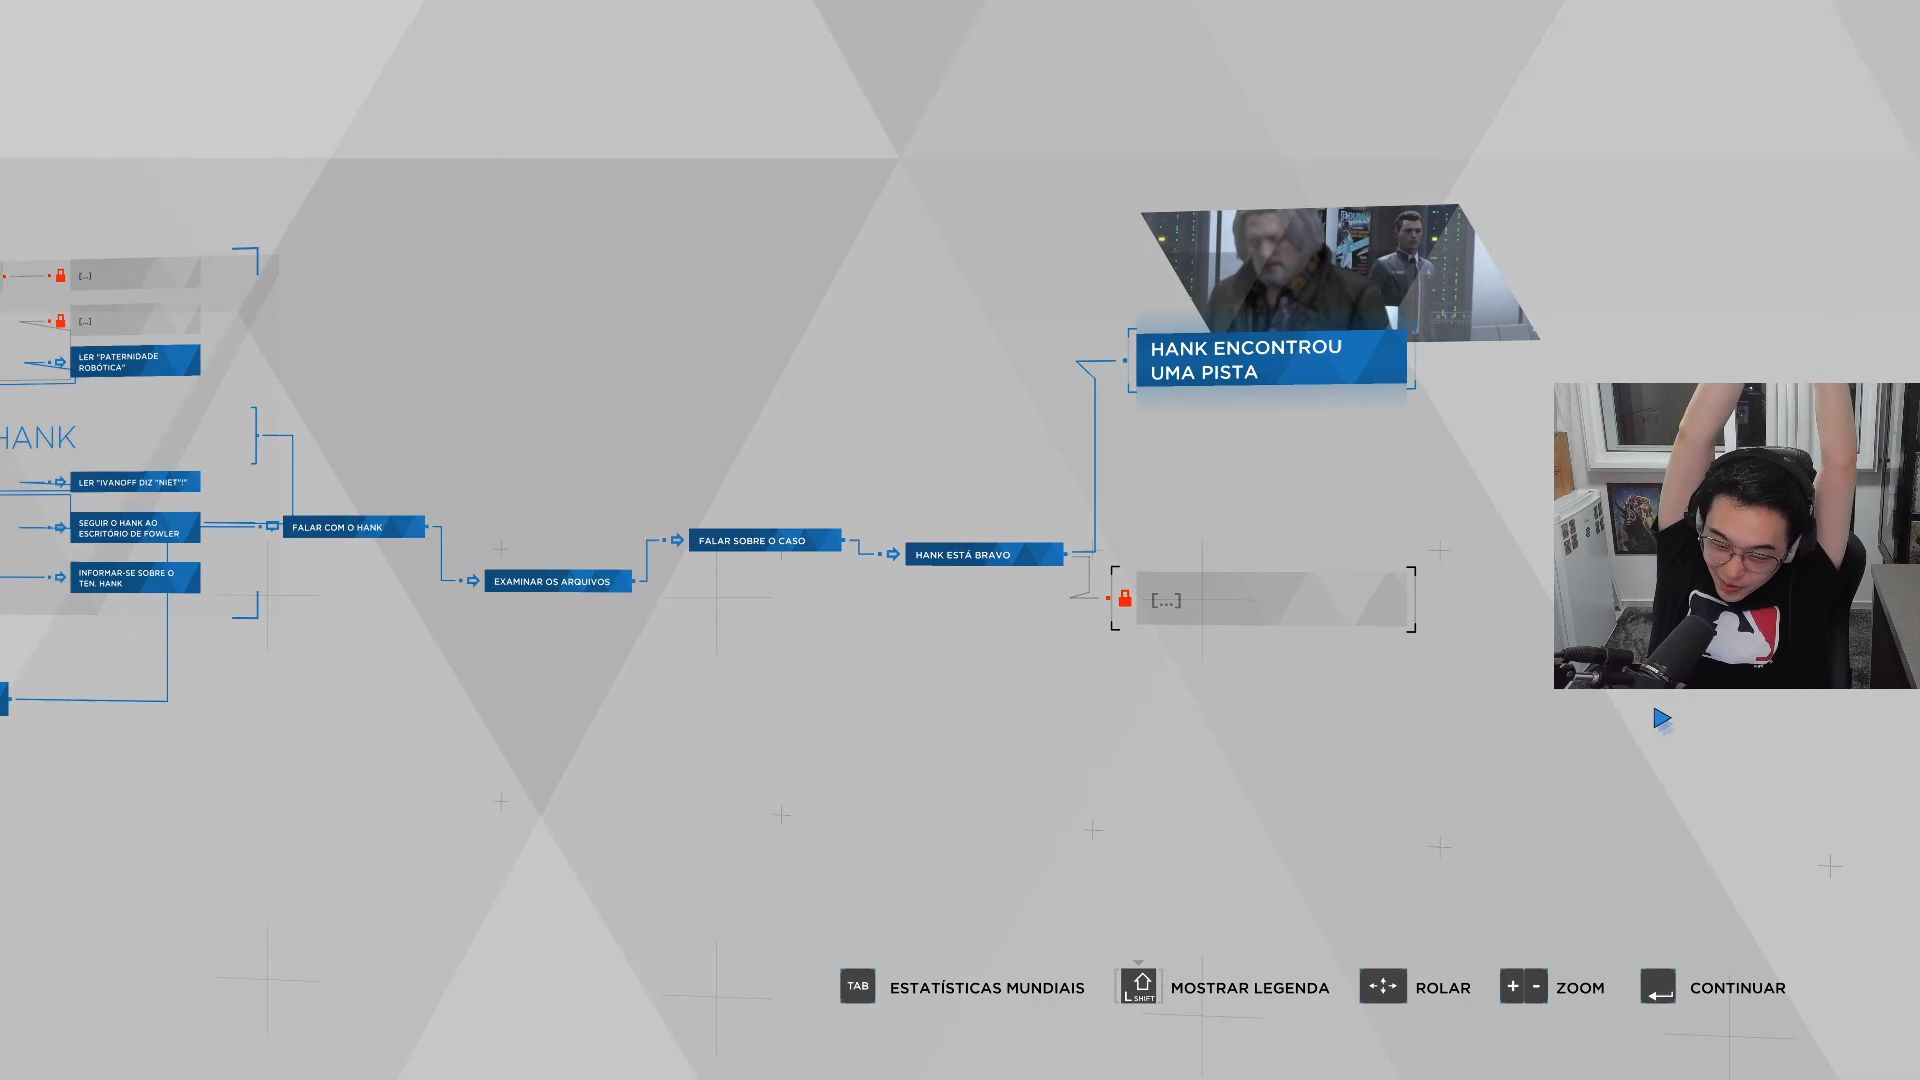 [...]
[...]
LER "PATERNIDADE
ROBÓTICA"
HANK
LER "IVANOFF DIZ "NIET"!"
SEGUIR O HANK AO
ESCRITÓRIO DE FOWLER
INFORMAR-SE SOBRE O
TEN. HANK
FALAR COM O HANK
EXAMINAR OS ARQUIVOS
FALAR SOBRE O CASO
HANK ESTÁ BRAVO
HANK ENCONTROU
UMA PISTA
[...]
TAB ESTATÍSTICAS MUNDIAIS
L SHIFT MOSTRAR LEGENDA
ROLAR
+ - ZOOM
CONTINUAR